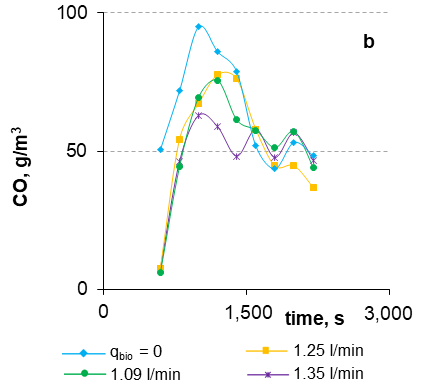 100
b
50
CO, g/m³
0
0 1,500 3,000
time, s
q_bio = 0 1.25 l/min
1.09 l/min 1.35 l/min